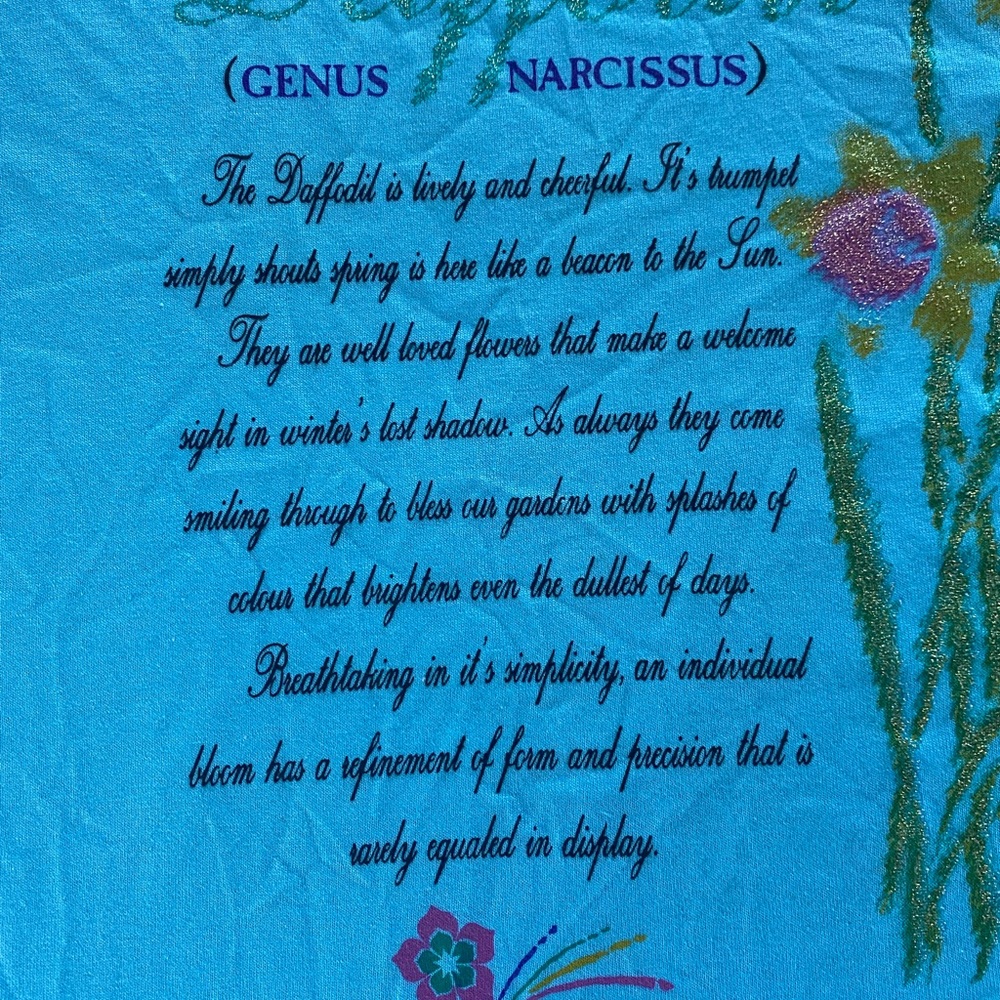 (GENUS NARCISSUS)
The Daffodil is lively and cheerful. It's trumpet
simply shouts spring is here like a beacon to the Sun.
They are well loved flowers that make a welcome
sight in winter's lost shadow. As always they come
smiling through to bless our gardens with splashes of
colour that brightens even the dullest of days.
Breathtaking in it's simplicity, an individual
bloom has a refinement of form and precision that is
rarely equaled in display.